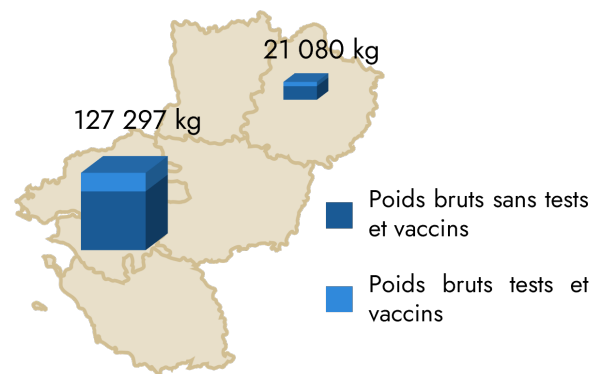 21 080 kg
127 297 kg
Poids bruts sans tests
et vaccins
Poids bruts tests et
vaccins